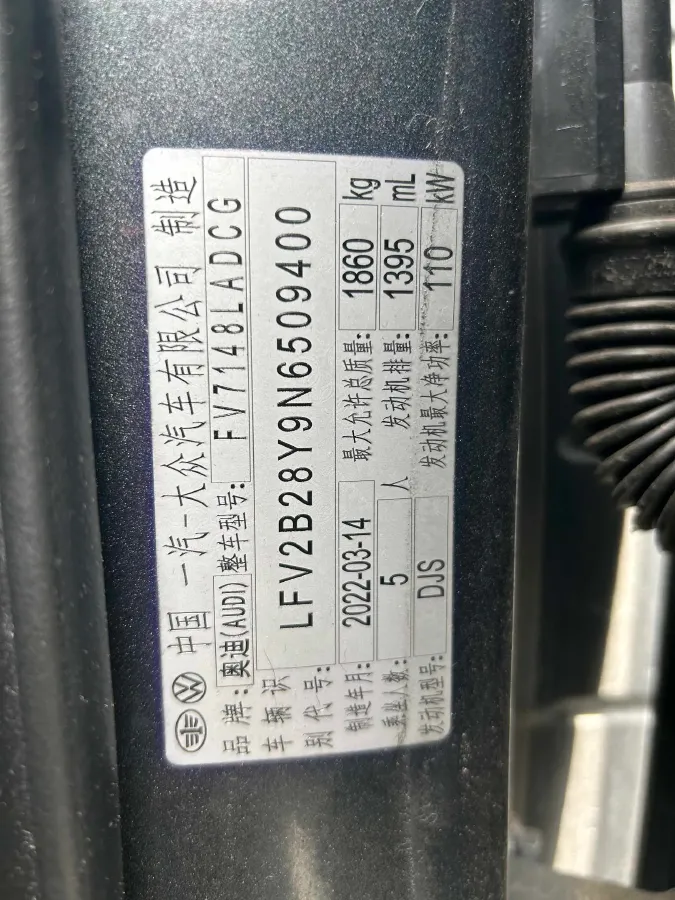 中国 一汽-大众汽车有限公司 制造
品牌: 奥迪(AUDI) 整车型号: FV7148LADCG
车辆识别代号: LFV2B28Y9N6509400
制造年月: 2022-03-14 最大允许总质量: 1860 kg
乘坐人数: 5 人 发动机排量: 1395 mL
发动机型号: DJS 发动机最大净功率: 110 kW